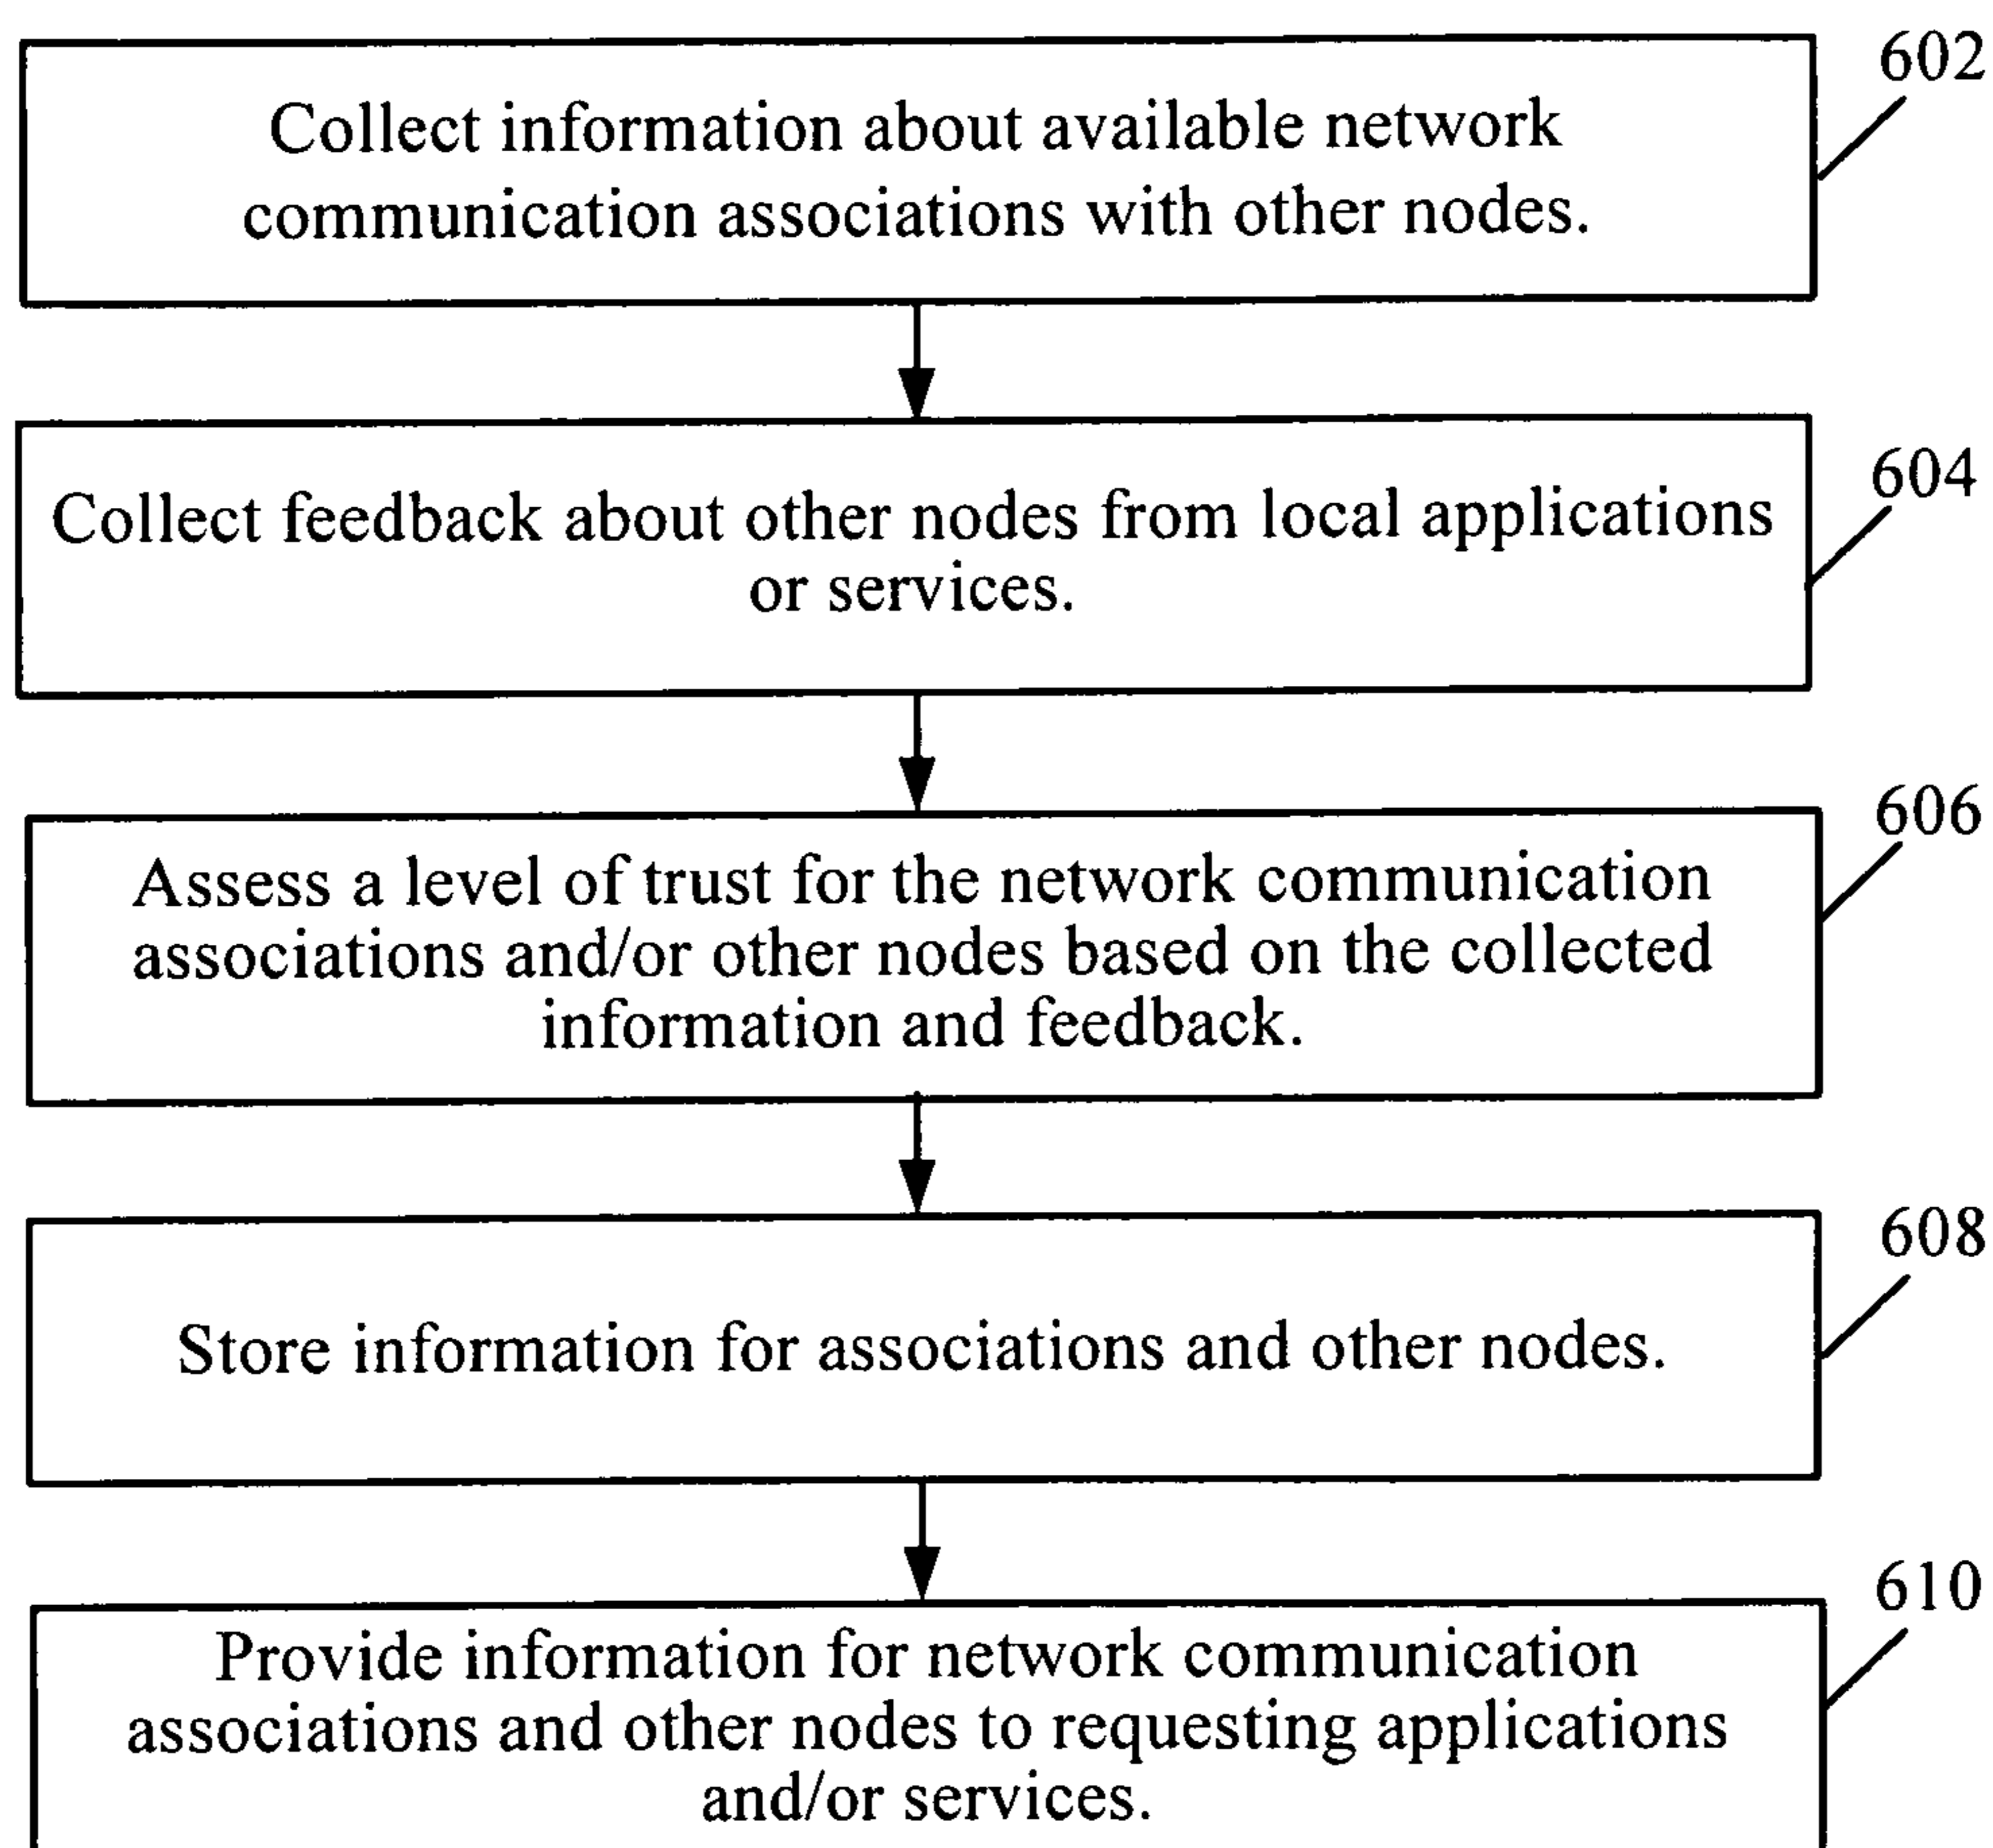 602
Collect information about available network
communication associations with other nodes.
604
Collect feedback about other nodes from local applications
or services.
606
Assess a level of trust for the network communication
associations and/or other nodes based on the collected
information and feedback.
608
Store information for associations and other nodes.
610
Provide information for network communication
associations and other nodes to requesting applications
and/or services.